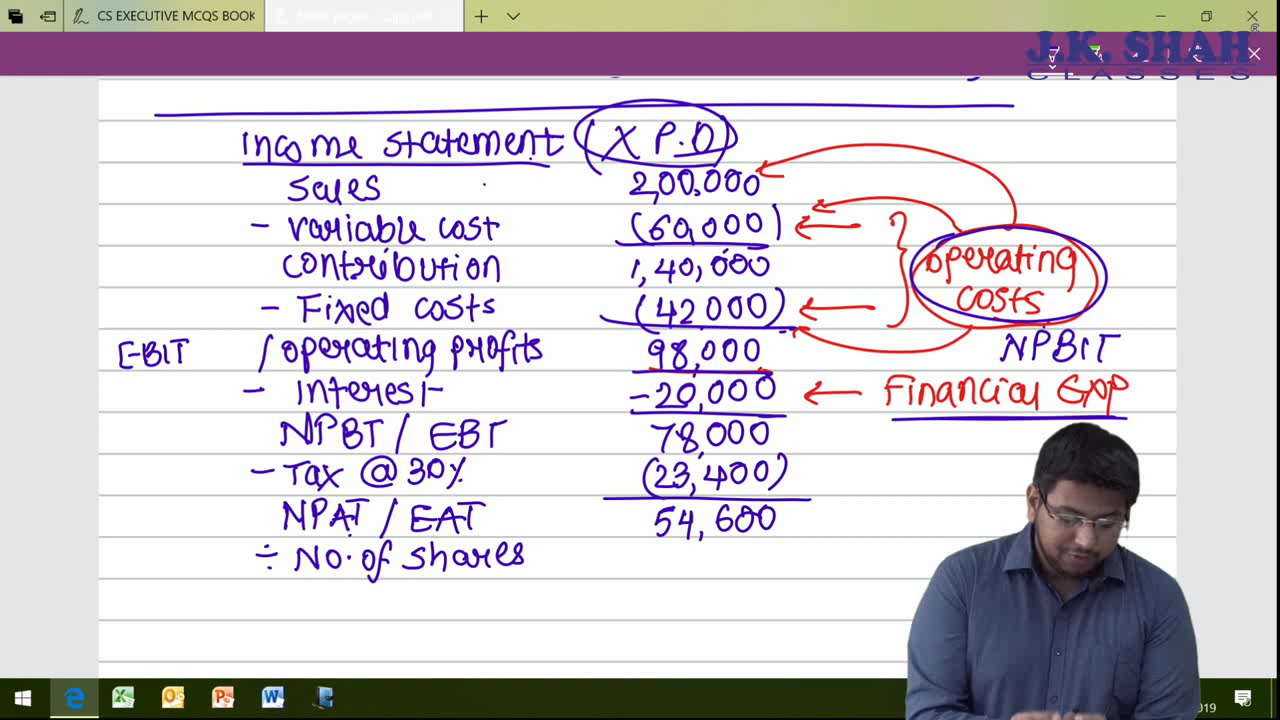 CS EXECUTIVE MCQS BOOK
J.K. SHAH®
CLASSES
Income statement (X P.D)
Sales 2,00,000
- Variable cost (60,000)
Contribution 1,40,000
- Fixed costs (42000)
operating costs
EBIT / operating profits 98,000
NPBIT
- Interest -20,000
Financial Exp
NPBT / EBT 78,000
- Tax @ 30% (23,400)
NPAT / EAT 54,600
÷ No. of shares
019